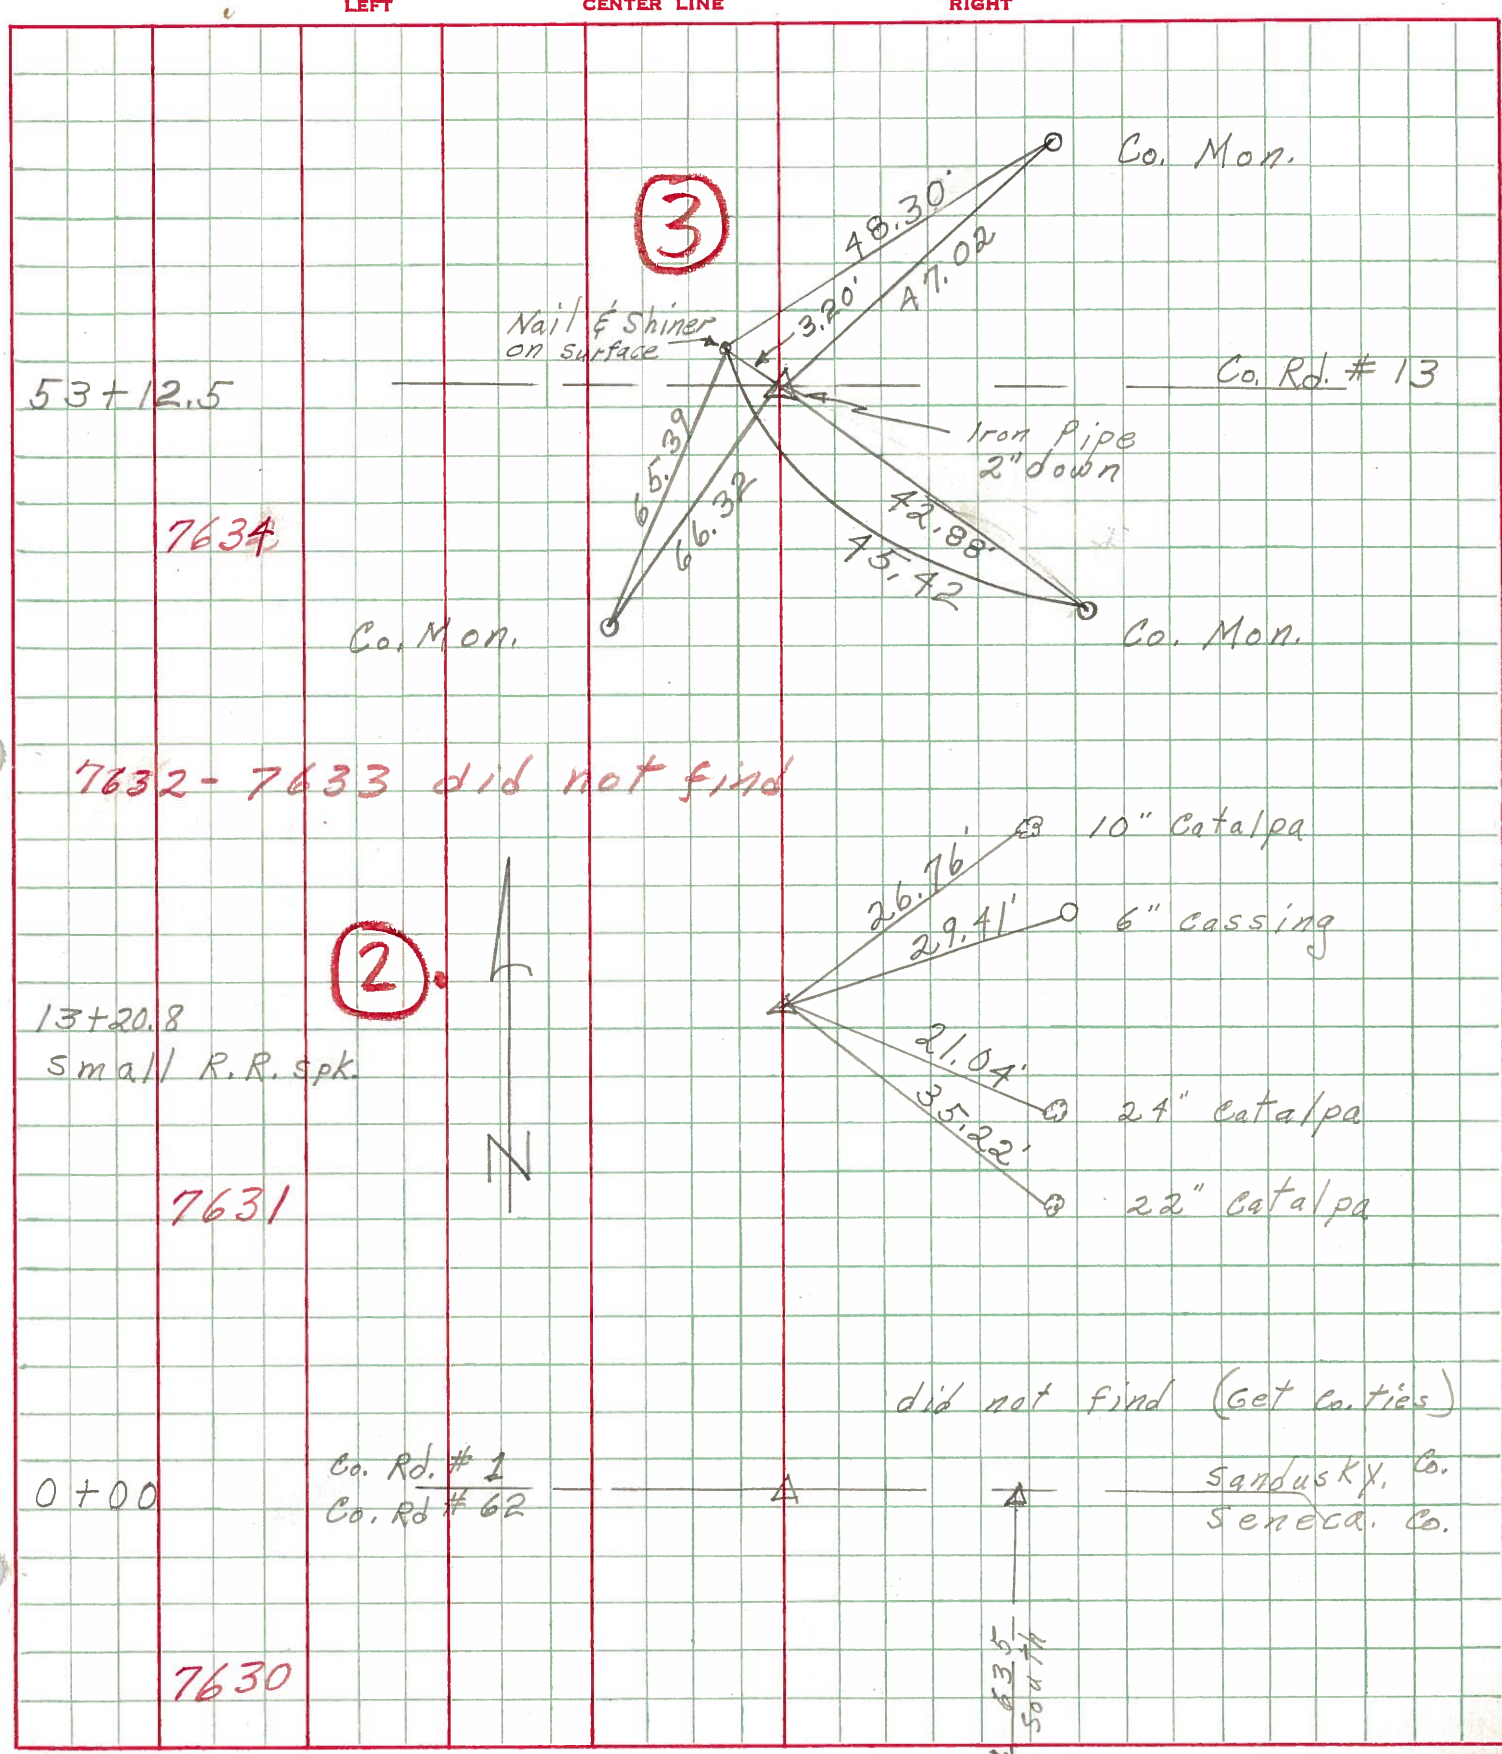 LEFT CENTER LINE RIGHT
Co. Mon.
3
48.30'
47.02
3.20'
Nail & Shiner
on surface
53+12.5
Co. Rd. # 13
Iron Pipe
2" down
65.39
66.32
42.88'
45.42
7634
Co. Mon.
Co. Mon.
7632 - 7633 did not find
26.76'
10" Catalpa
29.41'
6" cassing
2.
13+20.8
small R.R. spk.
21.04'
24" Catalpa
35.22'
22" Catalpa
N
7631
did not find (Get Co. ties)
Co. Rd. # 1
Sandusky. Co.
0+00
Co. Rd # 62
Seneca. Co.
635
South
7630